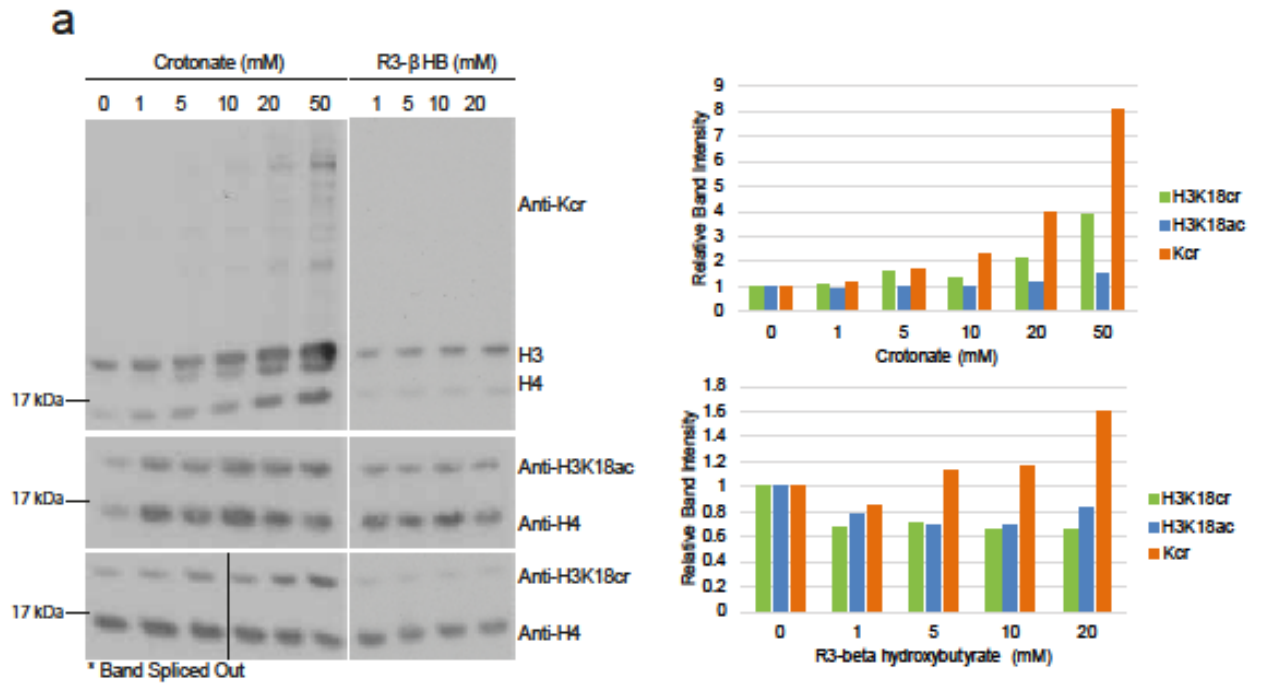 a
Crotonate (mM)
R3-β HB (mM)
0 1 5 10 20 50
1 5 10 20
Anti-Kcr
H3
H4
17 kDa
Anti-H3K18ac
17 kDa
Anti-H4
Anti-H3K18cr
17 kDa
Anti-H4
* Band Spliced Out
9
8
7
6
5
4
3
2
1
0
Relative Band Intensity
0 1 5 10 20 50
Crotonate (mM)
H3K18cr
H3K18ac
Kcr
1.8
1.6
1.4
1.2
1
0.8
0.6
0.4
0.2
0
Relative Band Intensity
0 1 5 10 20
R3-beta hydroxybutyrate (mM)
H3K18cr
H3K18ac
Kcr